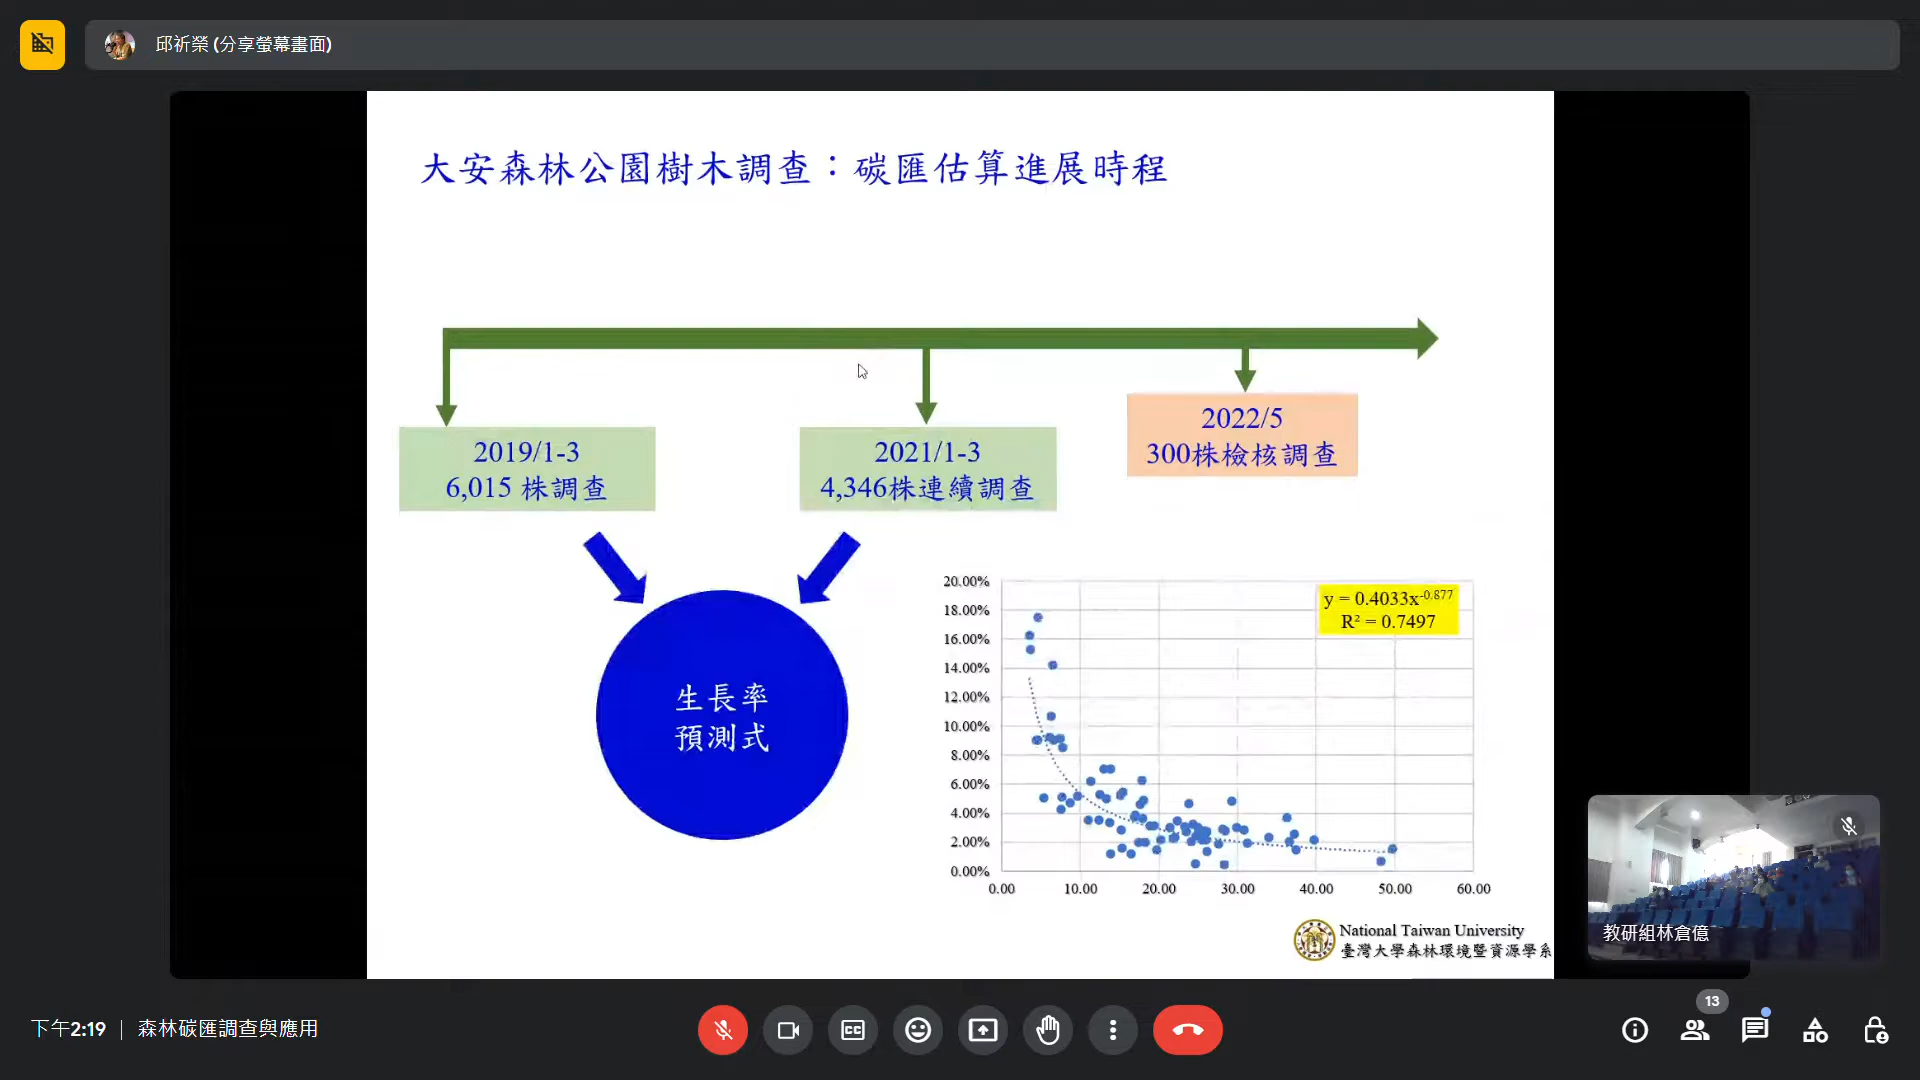 邱祈榮 (分享螢幕畫面)
大安森林公園樹木調查：碳匯估算進展時程
2019/1-3
6,015 株調查
2021/1-3
4,346株連續調查
2022/5
300株檢核調查
生長率
預測式
20.00%
18.00%
16.00%
14.00%
12.00%
10.00%
8.00%
6.00%
4.00%
2.00%
0.00%
0.00 10.00 20.00 30.00 40.00 50.00 60.00
y = 0.4033x^-0.877
R² = 0.7497
National Taiwan University
臺灣大學森林環境暨資源學系
教研組林倉億
下午2:19 | 森林碳匯調查與應用
CC
13